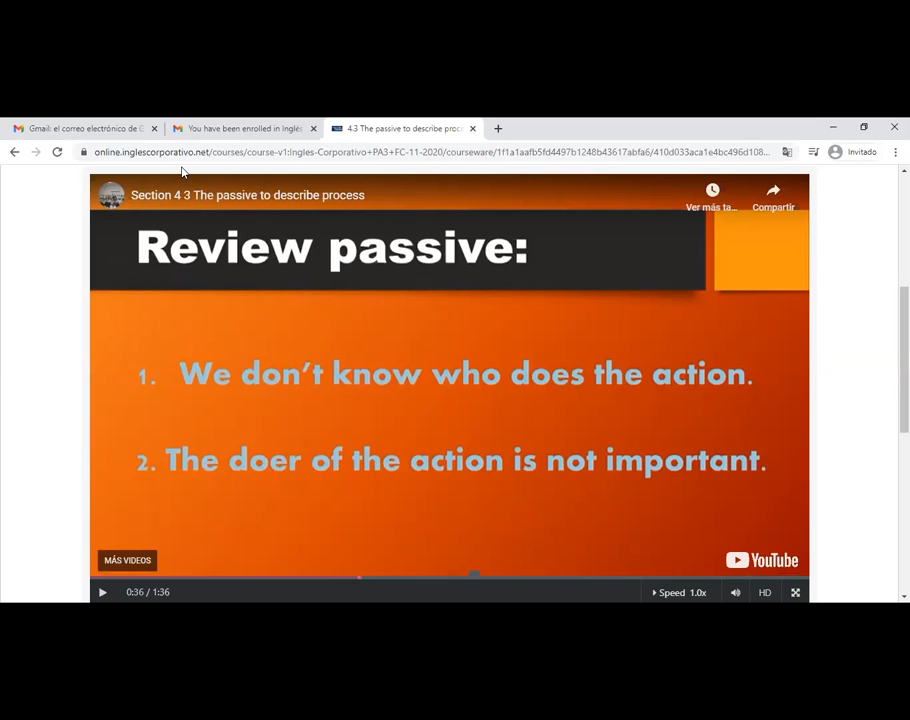 Gmail: el correo electrónico de G
You have been enrolled in Inglés
4.3 The passive to describe proce
online.inglescorporativo.net/courses/course-v1:Ingles-Corporativo+PA3+FC-11-2020/courseware/1f1a1aafb5fd4497b1248b43617abfa6/410d033aca1e4bc496d108...
Invitado
Section 4 3 The passive to describe process
Ver más ta...
Compartir
Review passive:
1. We don't know who does the action.
2. The doer of the action is not important.
MÁS VIDEOS
YouTube
0:36 / 1:36
Speed 1.0x
HD